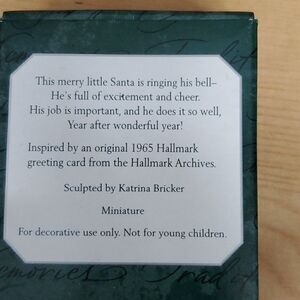 This merry little Santa is ringing his bell–
He's full of excitement and cheer.
His job is important, and he does it so well,
Year after wonderful year!
Inspired by an original 1965 Hallmark
greeting card from the Hallmark Archives.
Sculpted by Katrina Bricker
Miniature
For decorative use only. Not for young children.
Memories